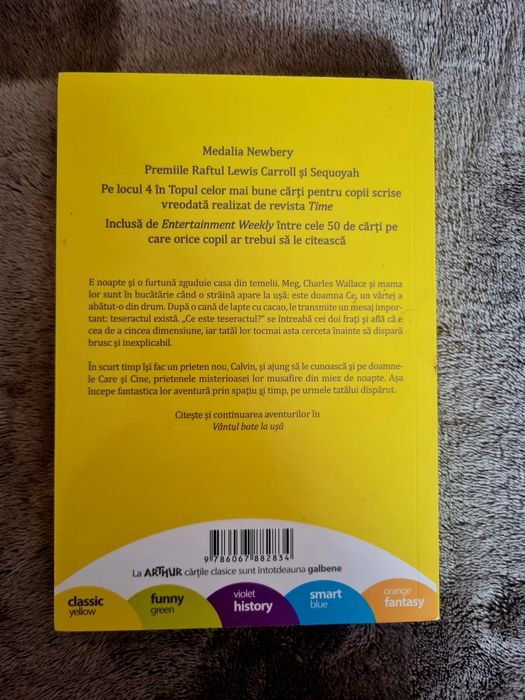 Medalia Newbery
Premiile Raftul Lewis Carroll și Sequoyah
Pe locul 4 în Topul celor mai bune cărți pentru copii scrise
vreodată realizat de revista Time
Inclusă de Entertainment Weekly între cele 50 de cărți pe
care orice copil ar trebui să le citească
E noapte și o furtună zguduie casa din temelii. Meg, Charles Wallace și mama
lor sunt în bucătărie când o străină apare la ușă: este doamna Ce, un vârtej a
abătut-o din drum. După o cană de lapte cu cacao, le transmite un mesaj impor-
tant: teseractul există. „Ce este teseractul?” se întreabă cei doi frați și află că e
cea de a cincea dimensiune, iar tatăl lor tocmai asta cerceta înainte să dispară
brusc și inexplicabil.
În scurt timp își fac un prieten nou, Calvin, și ajung să le cunoască și pe doamne-
le Care și Cine, prietenele misterioasei lor musafire din miez de noapte. Așa
începe fantastica lor aventură prin spațiu și timp, pe urmele tatălui dispărut.
Citește și continuarea aventurilor în
Vântul bate la ușă
9 786067 882834
La ARTHUR cărțile clasice sunt întotdeauna galbene
classic
yellow
funny
green
violet
history
smart
blue
orange
fantasy